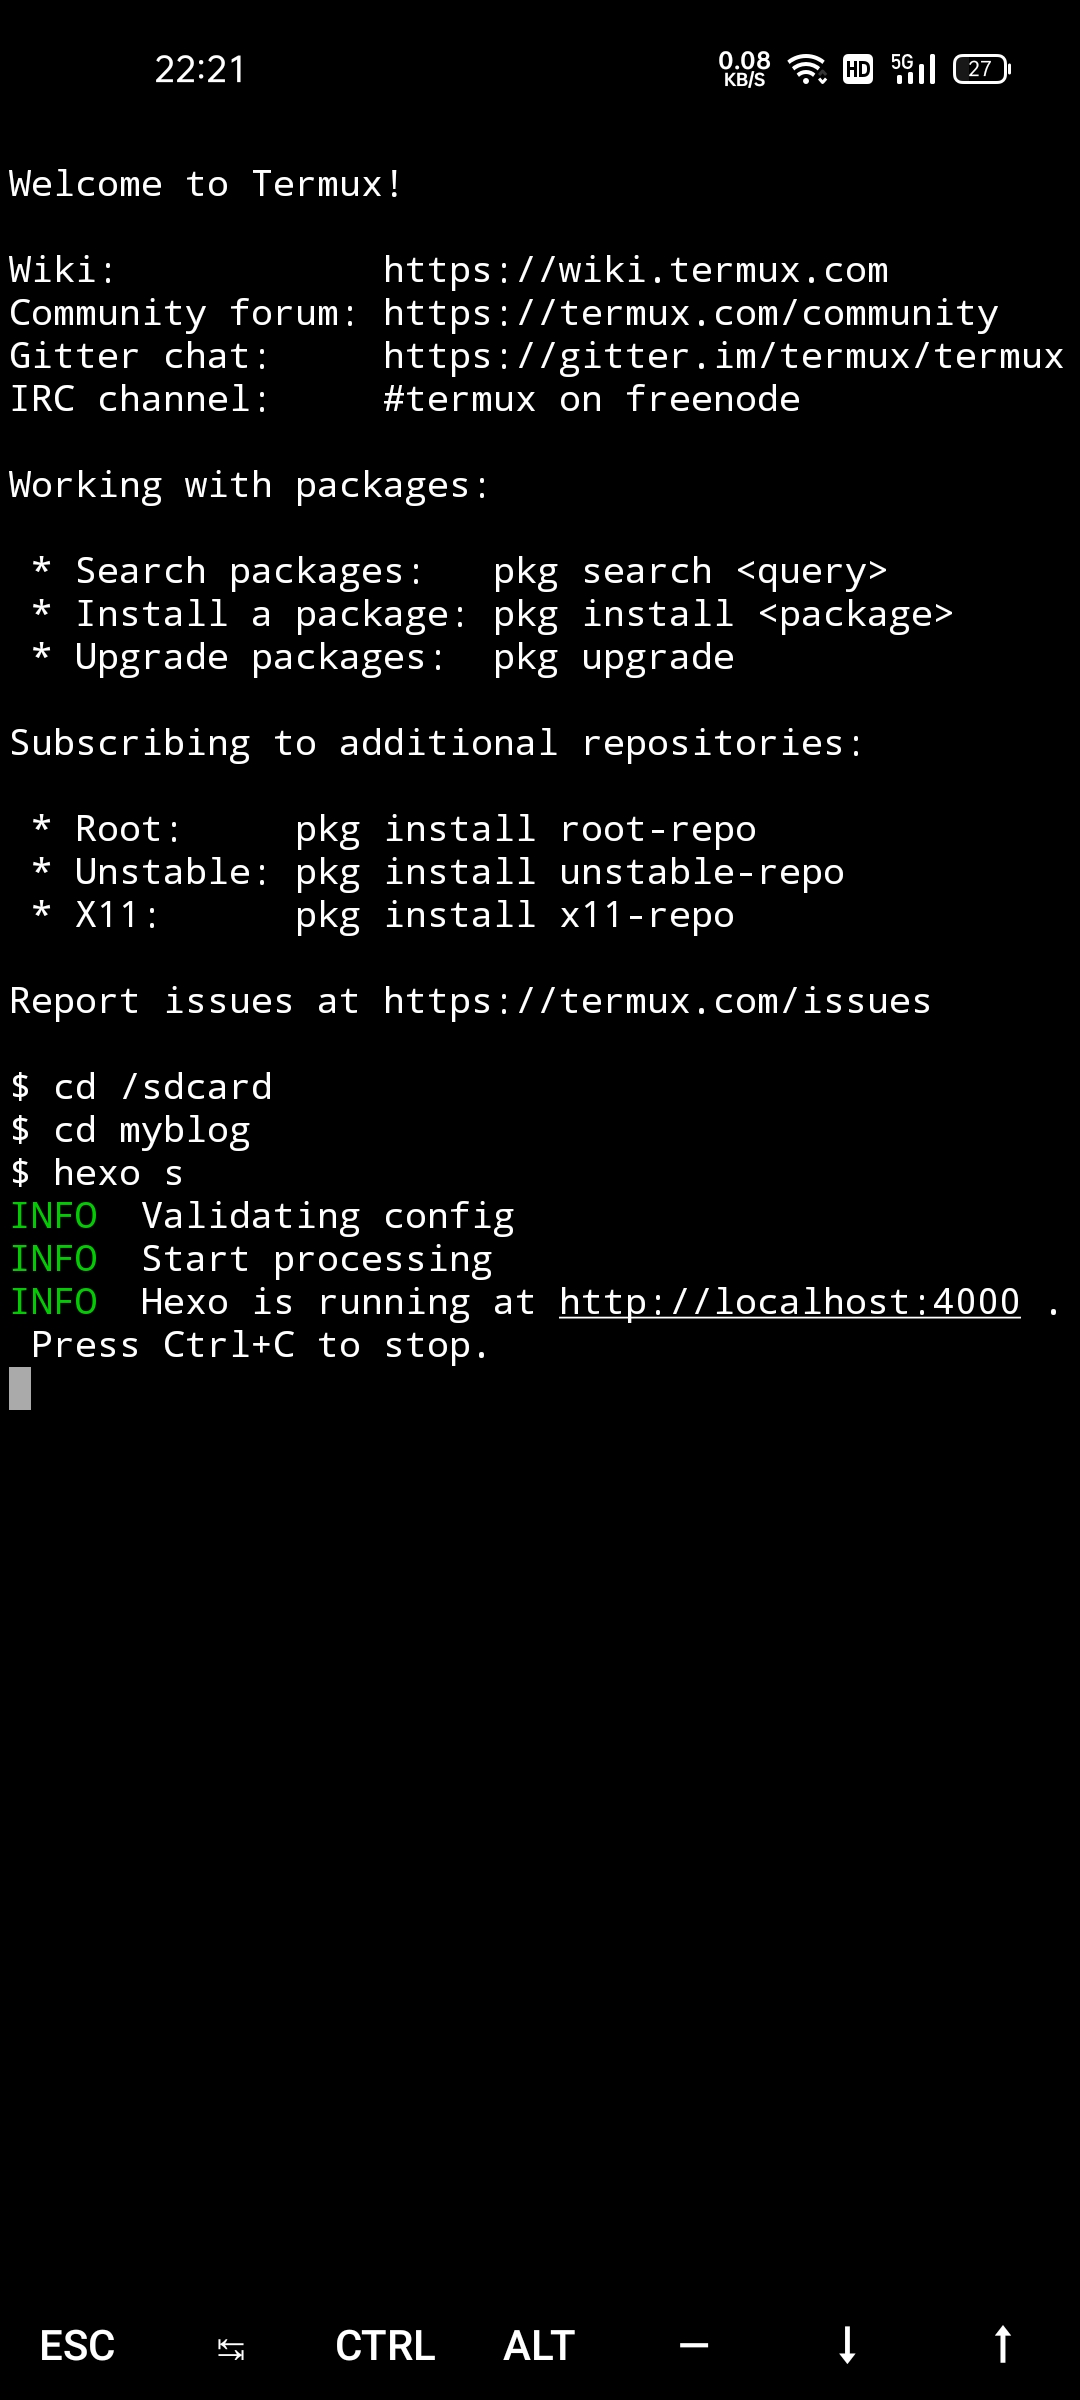 22:21 0.08 KB/S HD 5G 27
Welcome to Termux!
Wiki:            https://wiki.termux.com
Community forum: https://termux.com/community
Gitter chat:     https://gitter.im/termux/termux
IRC channel:     #termux on freenode
Working with packages:
 * Search packages:   pkg search <query>
 * Install a package: pkg install <package>
 * Upgrade packages:  pkg upgrade
Subscribing to additional repositories:
 * Root:     pkg install root-repo
 * Unstable: pkg install unstable-repo
 * X11:      pkg install x11-repo
Report issues at https://termux.com/issues
$ cd /sdcard
$ cd myblog
$ hexo s
INFO  Validating config
INFO  Start processing
INFO  Hexo is running at http://localhost:4000 .
 Press Ctrl+C to stop.
ESC ↹ CTRL ALT — ↓ ↑